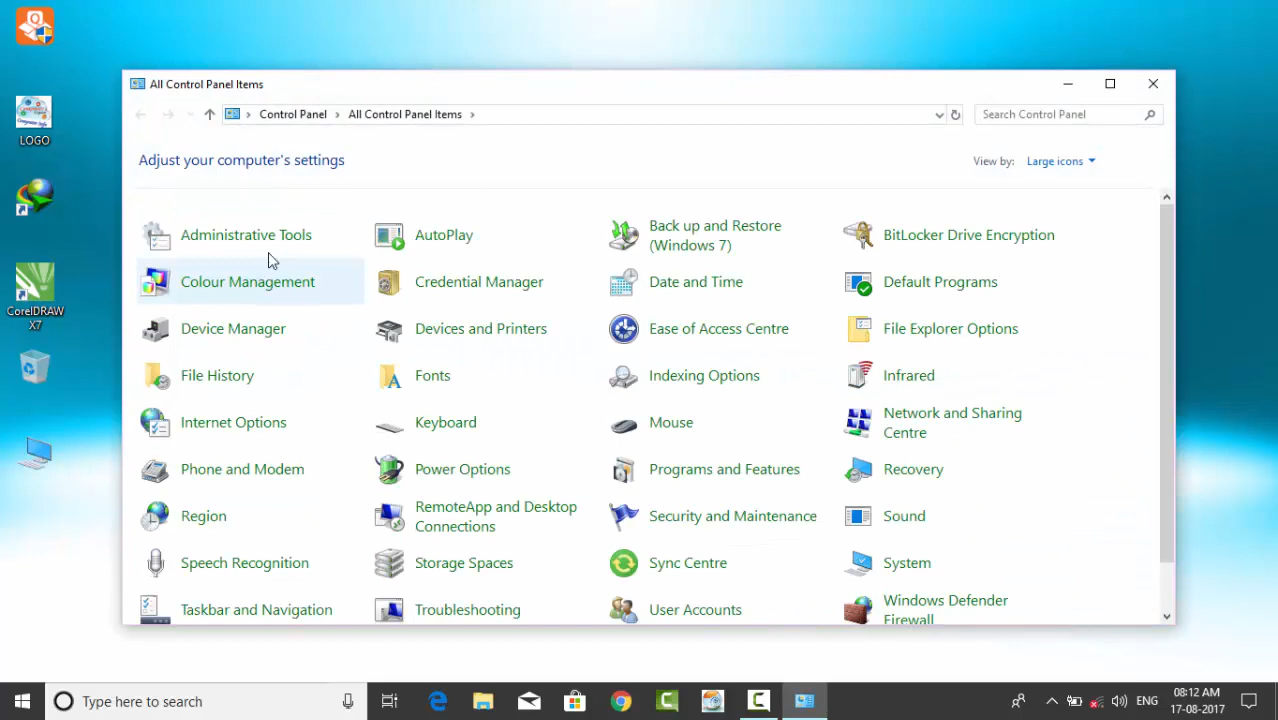 LOGO
CorelDRAW
X7
All Control Panel Items
Control Panel
All Control Panel Items
Search Control Panel
Adjust your computer's settings
View by:
Large icons
Administrative Tools
AutoPlay
Back up and Restore
(Windows 7)
BitLocker Drive Encryption
Colour Management
Credential Manager
Date and Time
Default Programs
Device Manager
Devices and Printers
Ease of Access Centre
File Explorer Options
File History
Fonts
Indexing Options
Infrared
Internet Options
Keyboard
Mouse
Network and Sharing
Centre
Phone and Modem
Power Options
Programs and Features
Recovery
Region
RemoteApp and Desktop
Connections
Security and Maintenance
Sound
Speech Recognition
Storage Spaces
Sync Centre
System
Taskbar and Navigation
Troubleshooting
User Accounts
Windows Defender
Firewall
Type here to search
ENG
08:12 AM
17-08-2017